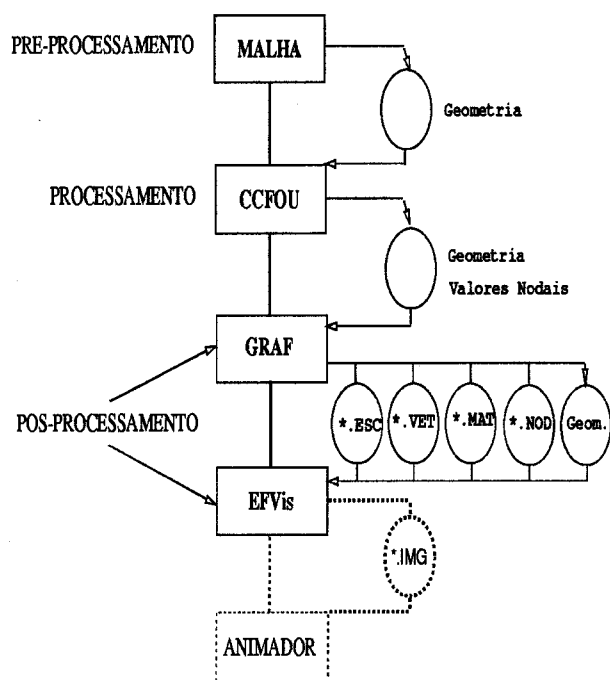 PRE-PROCESSAMENTO
MALHA
Geometria
PROCESSAMENTO
CCFOU
Geometria
Valores Nodais
GRAF
POS-PROCESSAMENTO
*.ESC
*.VET
*.MAT
*.NOD
Geom.
EFVis
*.IMG
ANIMADOR